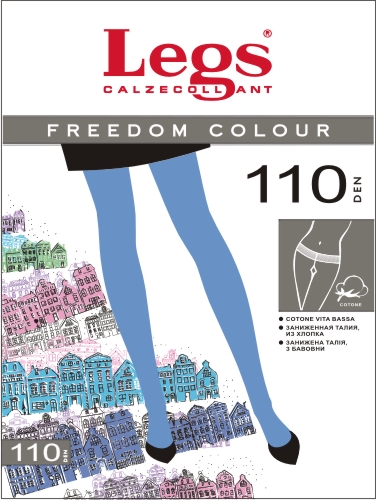 Legs®
CALZECOLLANT
FREEDOM COLOUR
110 DEN
COTONE
COTONE VITA BASSA
ЗАНИЖЕННАЯ ТАЛИЯ,
ИЗ ХЛОПКА
ЗАНИЖЕНА ТАЛІЯ,
З БАВОВНИ
110 DEN